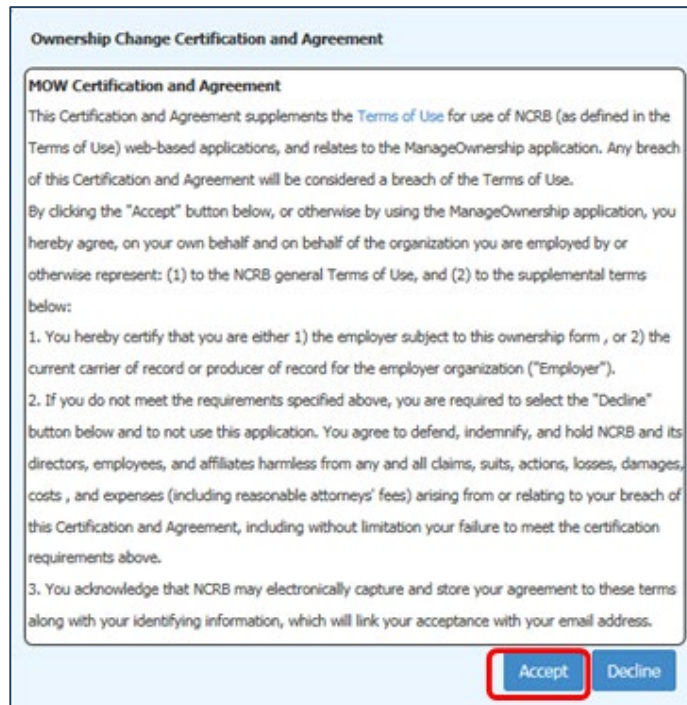 Ownership Change Certification and Agreement
MOW Certification and Agreement
This Certification and Agreement supplements the Terms of Use for use of NCRB (as defined in the
Terms of Use) web-based applications, and relates to the ManageOwnership application. Any breach
of this Certification and Agreement will be considered a breach of the Terms of Use.
By clicking the "Accept" button below, or otherwise by using the ManageOwnership application, you
hereby agree, on your own behalf and on behalf of the organization you are employed by or
otherwise represent: (1) to the NCRB general Terms of Use, and (2) to the supplemental terms
below:
1. You hereby certify that you are either 1) the employer subject to this ownership form , or 2) the
current carrier of record or producer of record for the employer organization ("Employer").
2. If you do not meet the requirements specified above, you are required to select the "Decline"
button below and to not use this application. You agree to defend, indemnify, and hold NCRB and its
directors, employees, and affiliates harmless from any and all claims, suits, actions, losses, damages,
costs , and expenses (including reasonable attorneys' fees) arising from or relating to your breach of
this Certification and Agreement, including without limitation your failure to meet the certification
requirements above.
3. You acknowledge that NCRB may electronically capture and store your agreement to these terms
along with your identifying information, which will link your acceptance with your email address.
Accept Decline